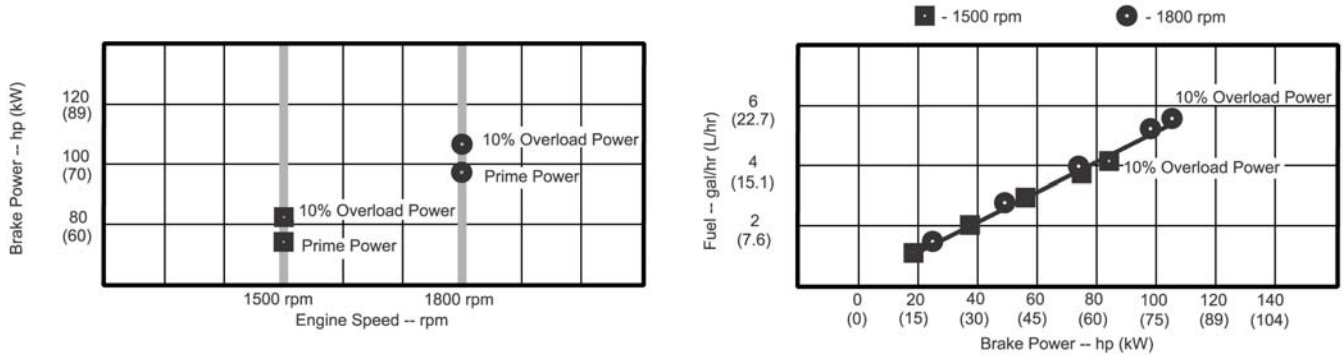 Brake Power -- hp (kW)
120
(89)
100
(70)
80
(60)
10% Overload Power
Prime Power
10% Overload Power
Prime Power
1500 rpm
1800 rpm
Engine Speed -- rpm
- 1500 rpm
- 1800 rpm
Fuel -- gal/hr (L/hr)
6
(22.7)
4
(15.1)
2
(7.6)
10% Overload Power
10% Overload Power
0 20 40 60 80 100 120 140
(0) (15) (30) (45) (60) (75) (89) (104)
Brake Power -- hp (kW)